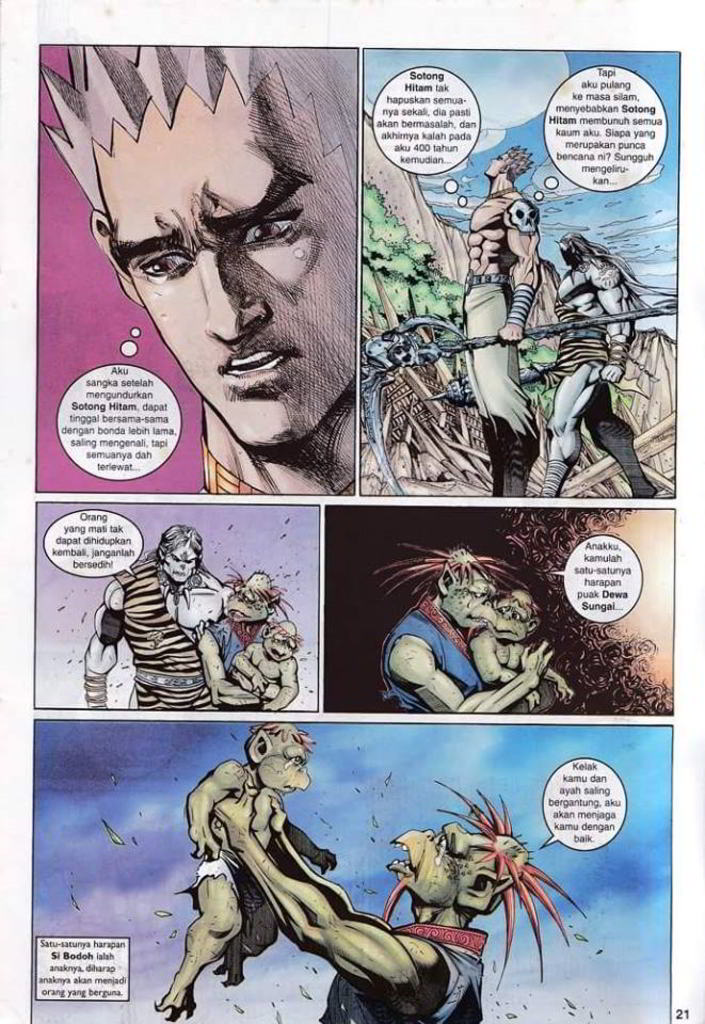 Aku
sangka setelah
mengundurkan
Sotong Hitam, dapat
tinggal bersama-sama
dengan bonda lebih lama,
saling mengenali, tapi
semuanya dah
terlewat...
Sotong
Hitam tak
hapuskan semua-
nya sekali, dia pasti
akan bermasalah, dan
akhirnya kalah pada
aku 400 tahun
kemudian...
Tapi
aku pulang
ke masa silam,
menyebabkan Sotong
Hitam membunuh semua
kaum aku. Siapa yang
merupakan punca
bencana ni? Sungguh
mengeliru-
kan...
Orang
yang mati tak
dapat dihidupkan
kembali, janganlah
bersedih!
Anakku,
kamulah
satu-satunya
harapan
puak Dewa
Sungai...
Kelak
kamu dan
ayah saling
bergantung, aku
akan menjaga
kamu dengan
baik.
Satu-satunya harapan
Si Bodoh ialah
anaknya, diharap
anaknya akan menjadi
orang yang berguna.
21